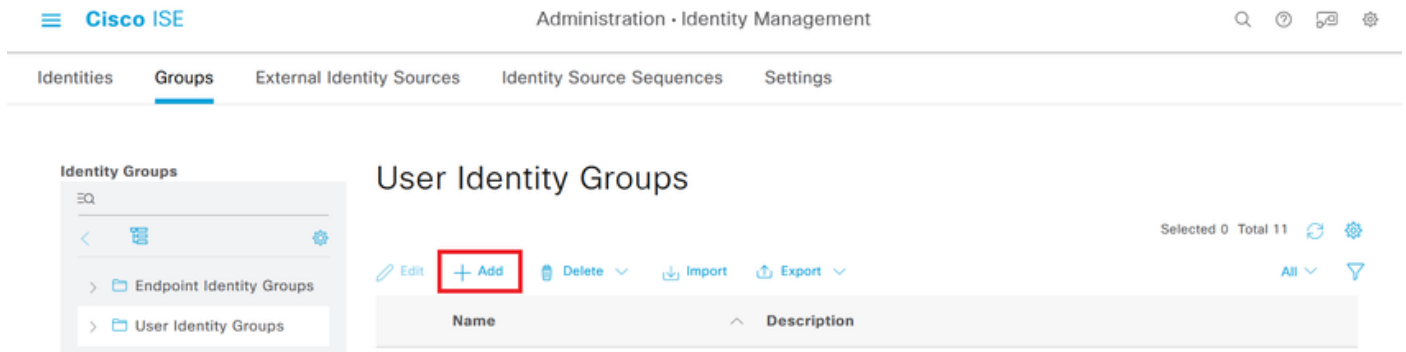 Cisco ISE
Administration · Identity Management
Identities Groups External Identity Sources Identity Source Sequences Settings
Identity Groups
User Identity Groups
Selected 0 Total 11
Edit Add Delete Import Export All
Endpoint Identity Groups
User Identity Groups
Name Description